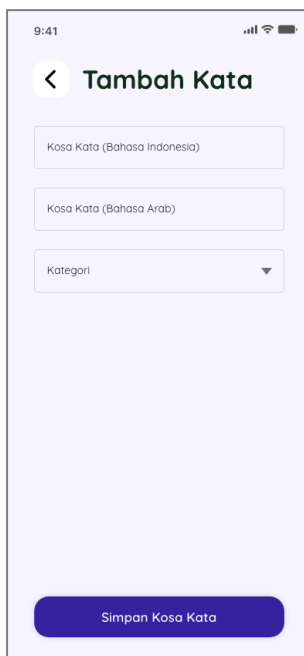 9:41
Tambah Kata
Kosa Kata (Bahasa Indonesia)
Kosa Kata (Bahasa Arab)
Kategori
Simpan Kosa Kata